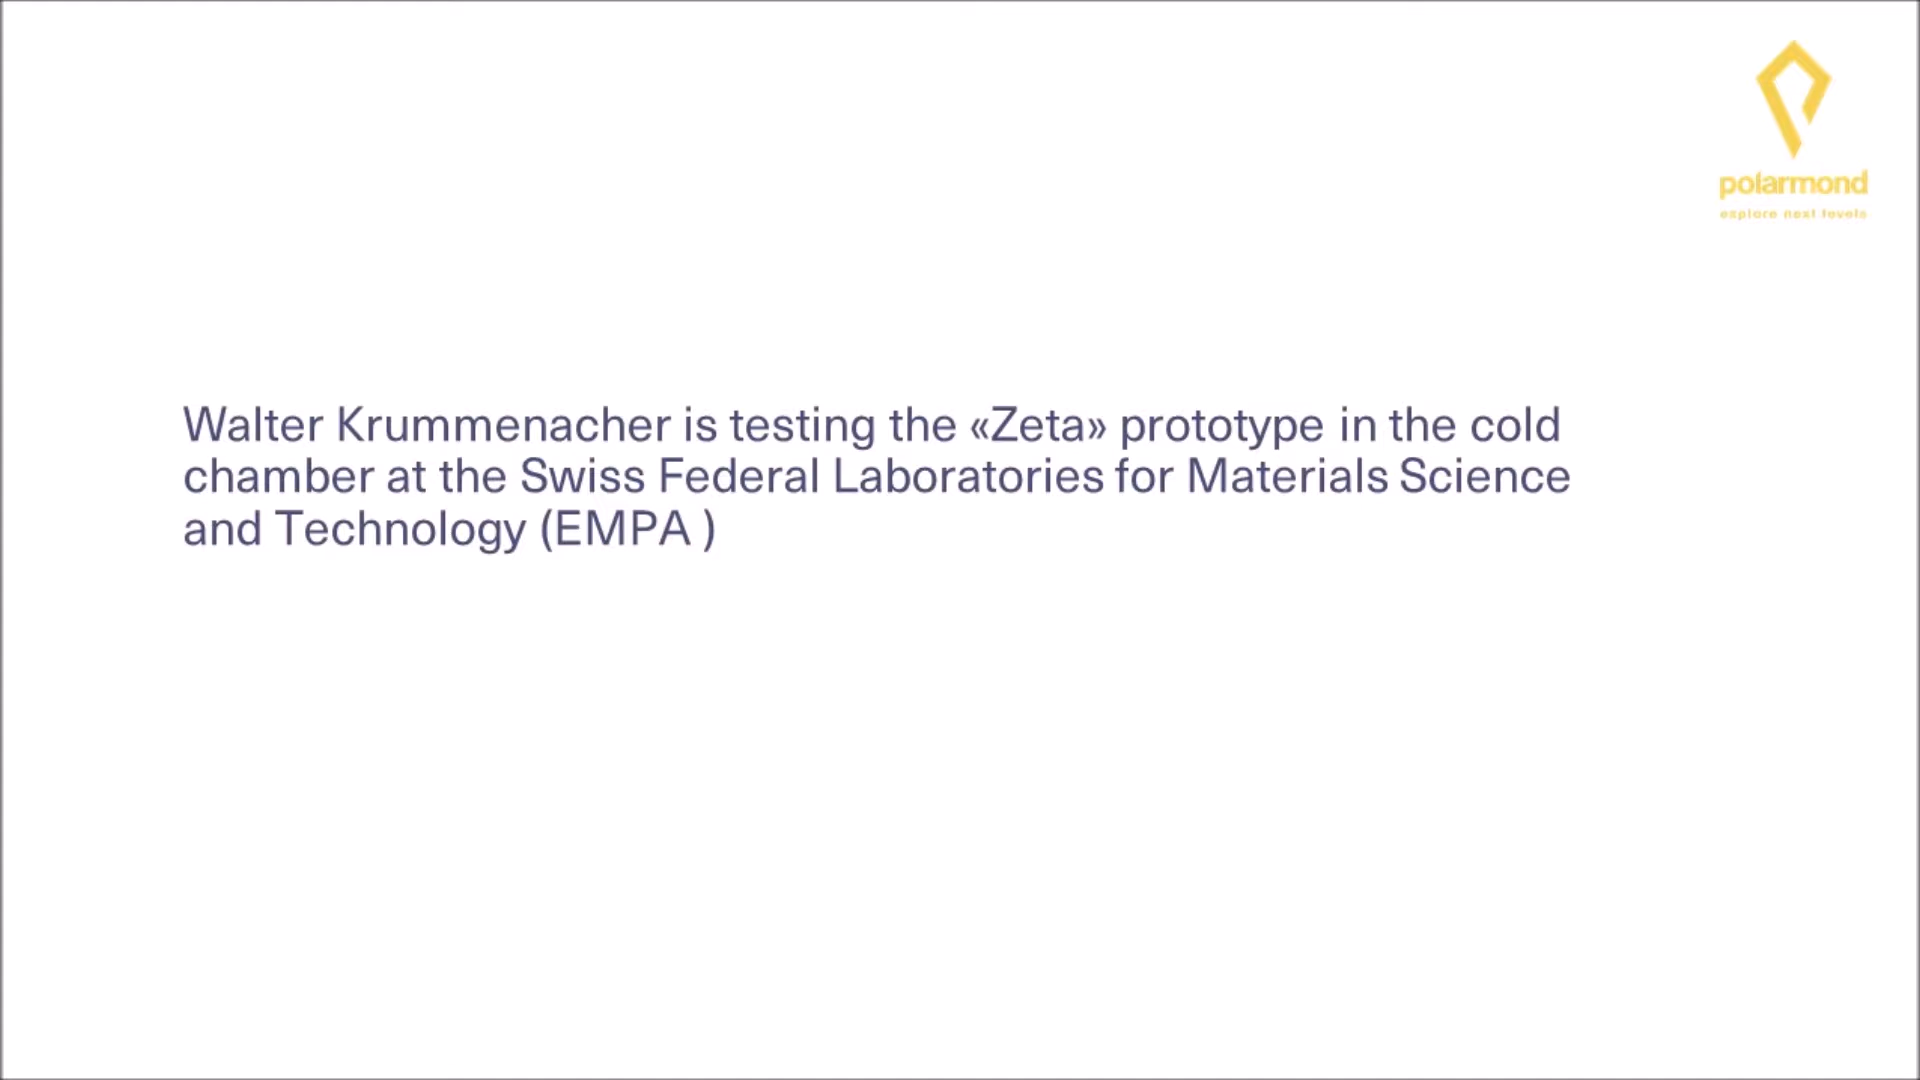 polarmond
explore next levels
Walter Krummenacher is testing the «Zeta» prototype in the cold
chamber at the Swiss Federal Laboratories for Materials Science
and Technology (EMPA )